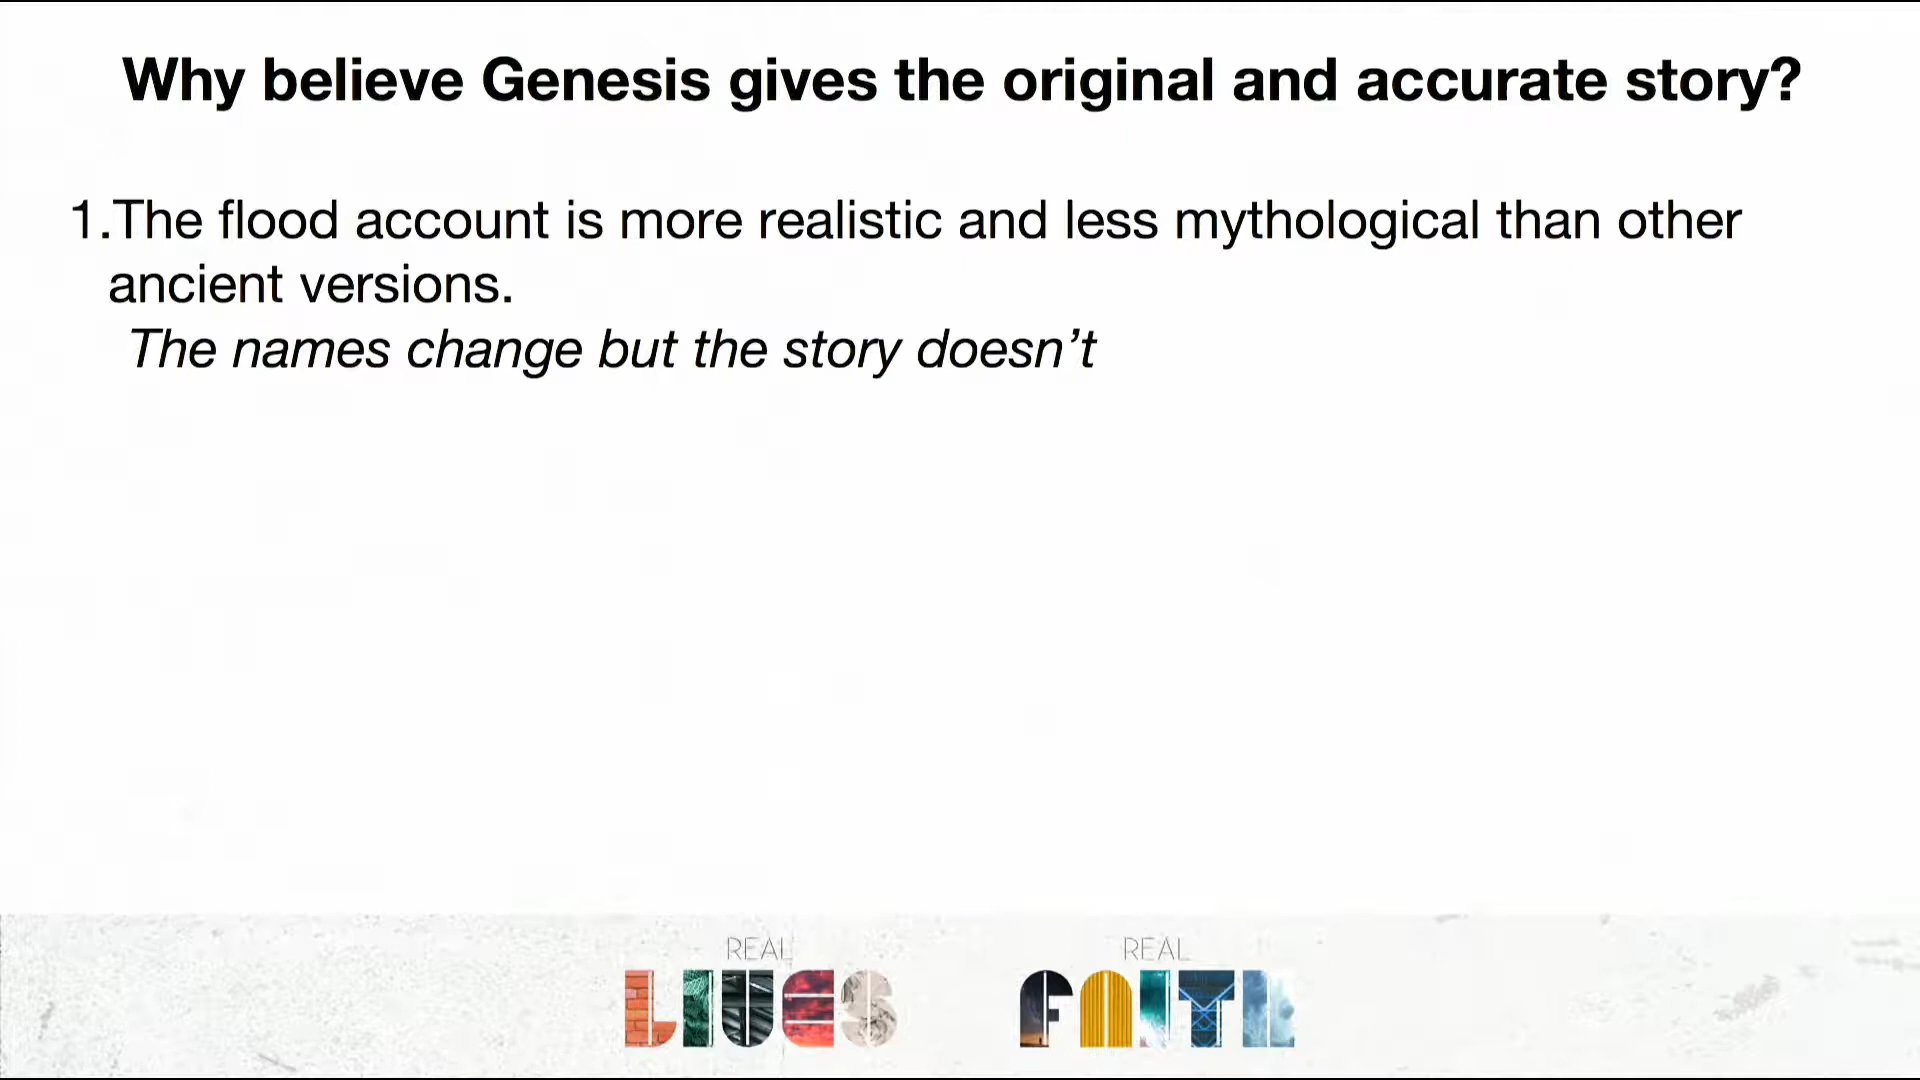 Why believe Genesis gives the original and accurate story?
1.The flood account is more realistic and less mythological than other
ancient versions.
The names change but the story doesn’t
REAL
LIVES
REAL
FAITH